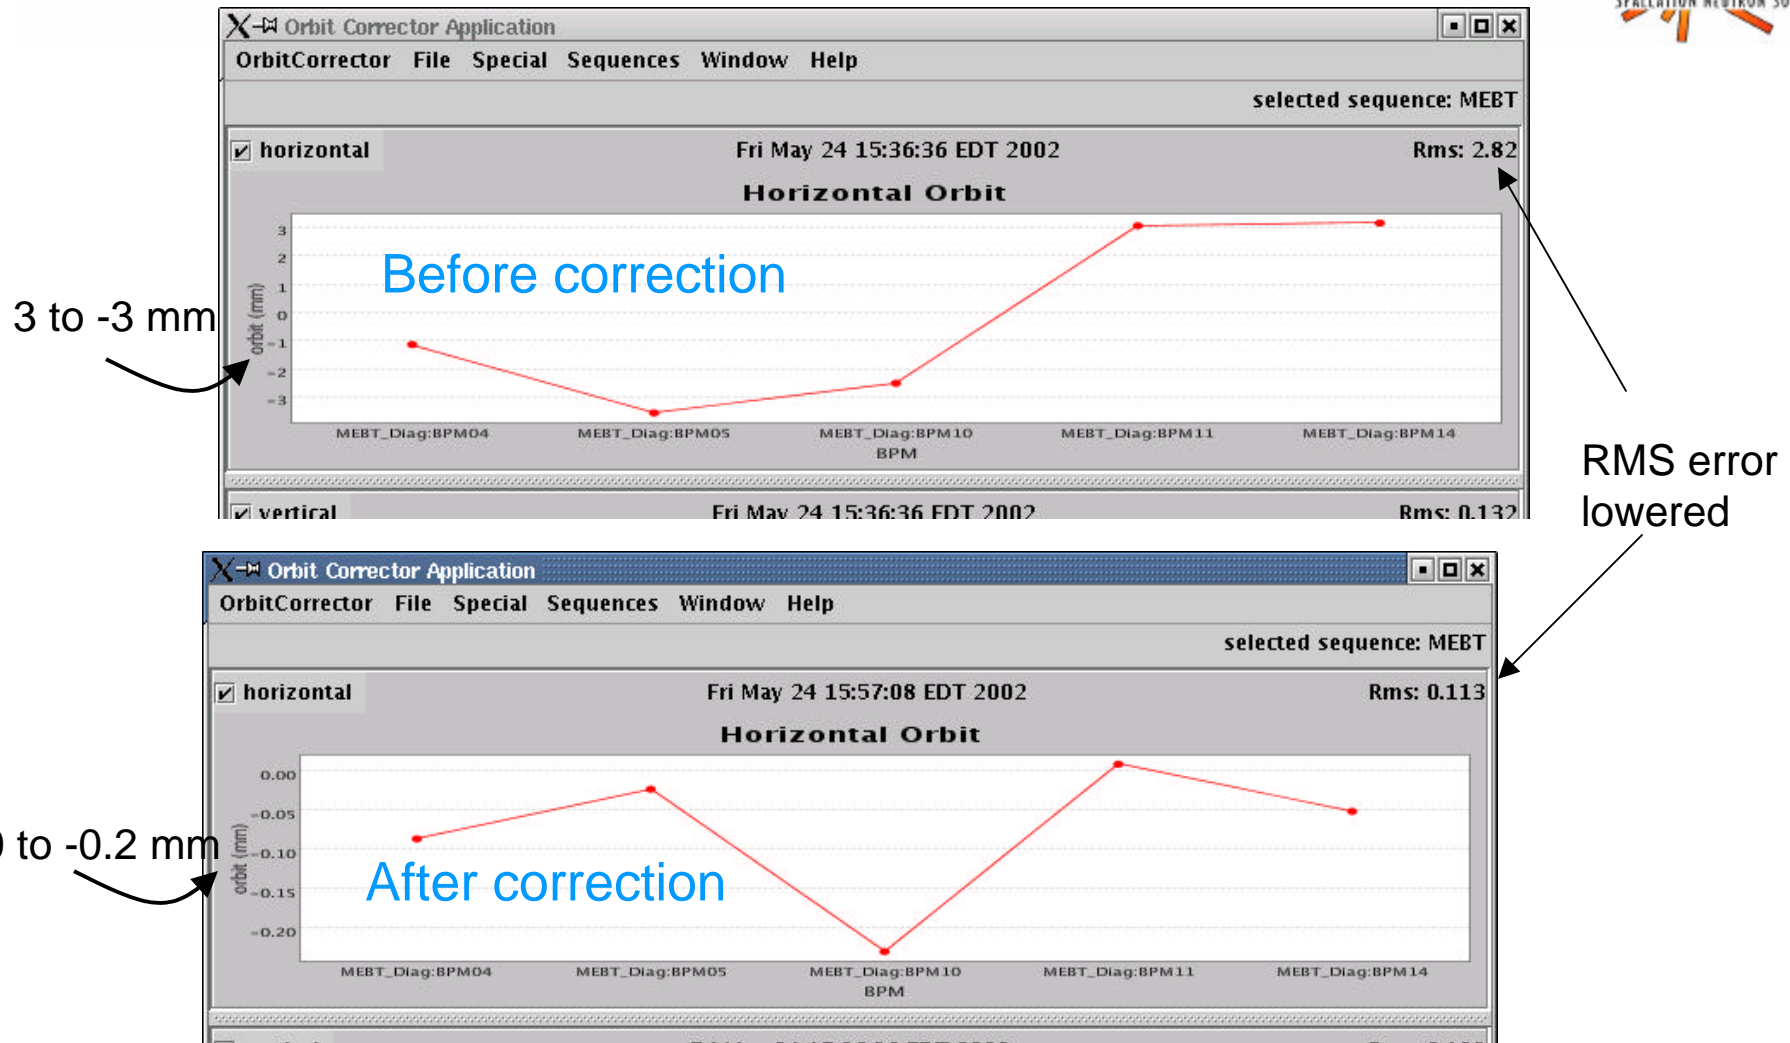 SPALLATION NEUTRON
Orbit Corrector Application
OrbitCorrector File Special Sequences Window Help
selected sequence: MEBT
horizontal Fri May 24 15:36:36 EDT 2002 Rms: 2.82
Horizontal Orbit
Before correction
3
2
1
0
-1
-2
-3
orbit (mm)
MEBT_Diag:BPM04 MEBT_Diag:BPM05 MEBT_Diag:BPM10 MEBT_Diag:BPM11 MEBT_Diag:BPM14
BPM
3 to -3 mm
vertical Fri May 24 15:36:36 EDT 2002 Rms: 0.132
RMS error
lowered
Orbit Corrector Application
OrbitCorrector File Special Sequences Window Help
selected sequence: MEBT
horizontal Fri May 24 15:57:08 EDT 2002 Rms: 0.113
Horizontal Orbit
0.00
-0.05
-0.10
-0.15
-0.20
orbit (mm)
to -0.2 mm
After correction
MEBT_Diag:BPM04 MEBT_Diag:BPM05 MEBT_Diag:BPM10 MEBT_Diag:BPM11 MEBT_Diag:BPM14
BPM